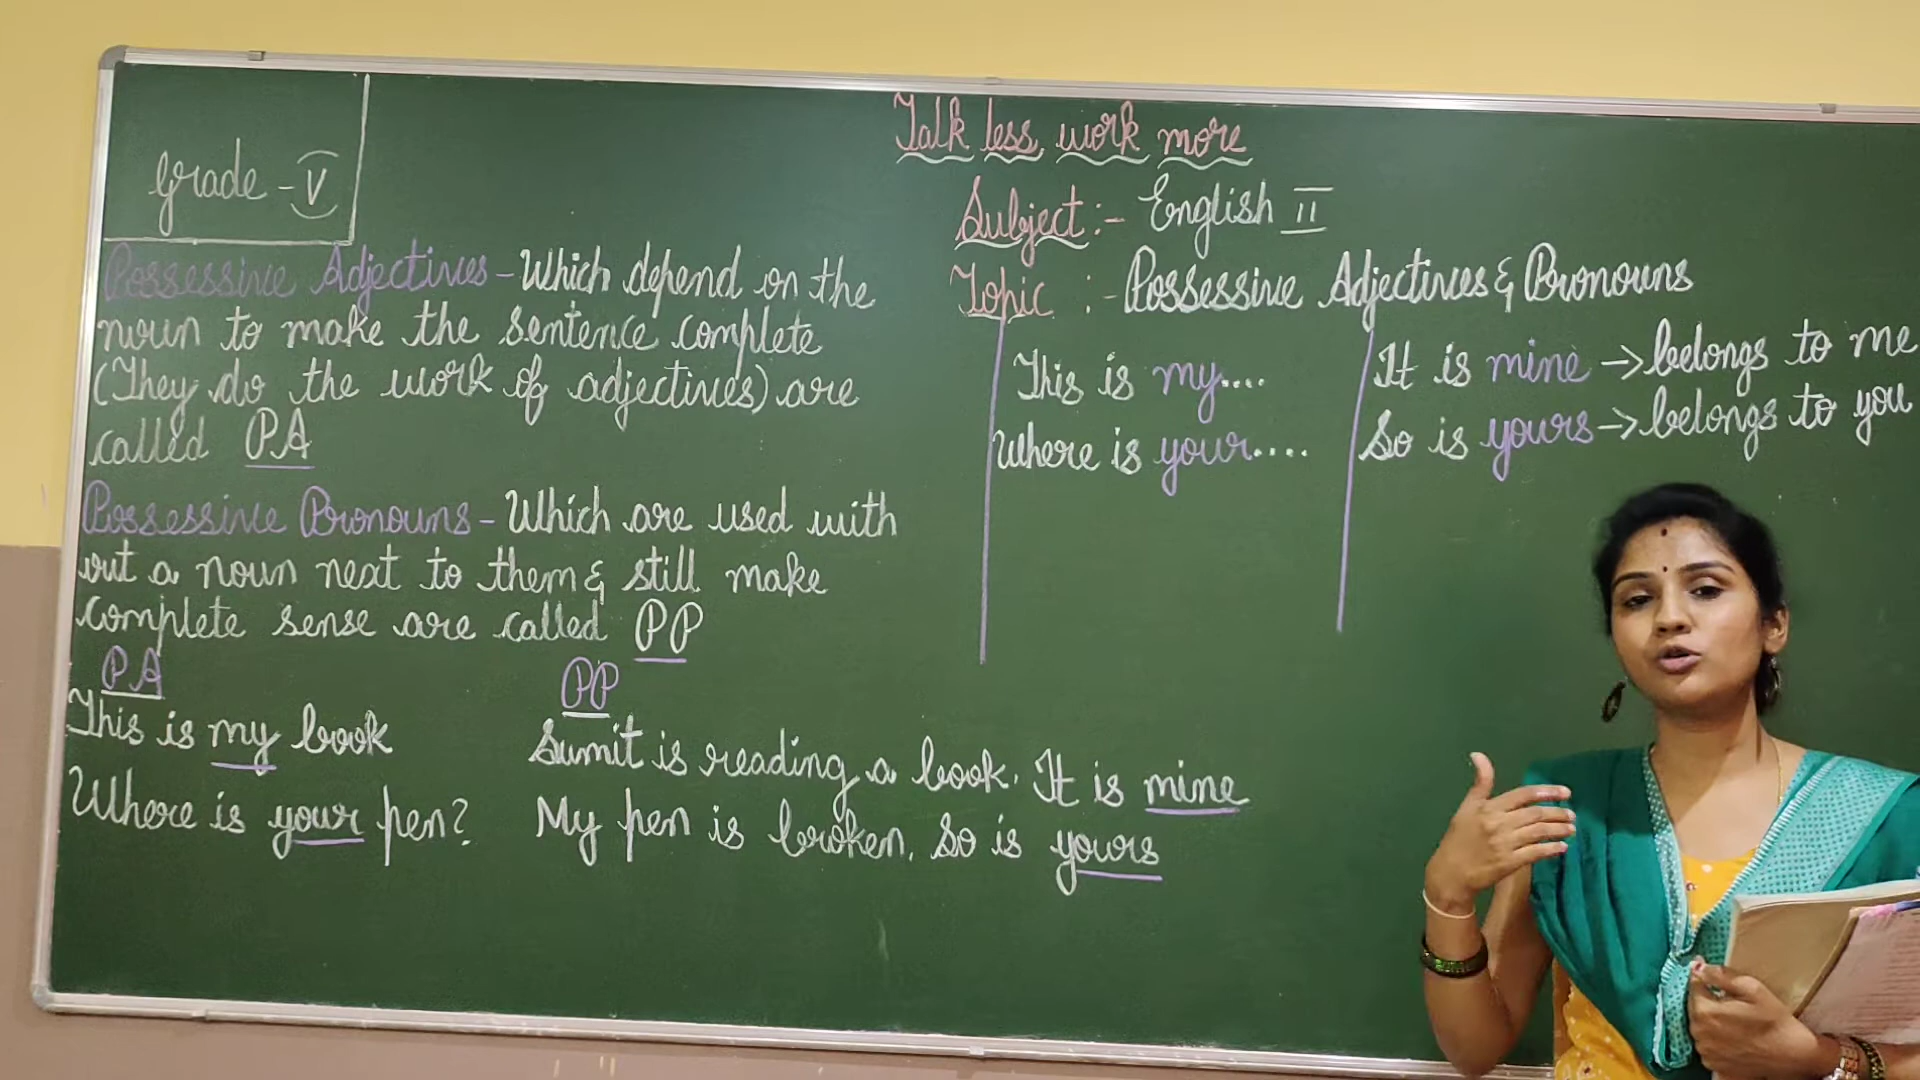 Talk less work more
Grade - V
Subject :- English II
Topic :- Possessive Adjectives & Pronouns
Possessive Adjectives - Which depend on the
noun to make the sentence complete
(They do the work of adjectives) are
called PA
Possessive Pronouns - Which are used with
out a noun next to them & still make
complete sense are called PP
PA
This is my book
Where is your pen?
PP
Sumit is reading a book. It is mine
My pen is broken. So is yours
This is my....
Where is your....
It is mine -> belongs to me
So is yours -> belongs to you